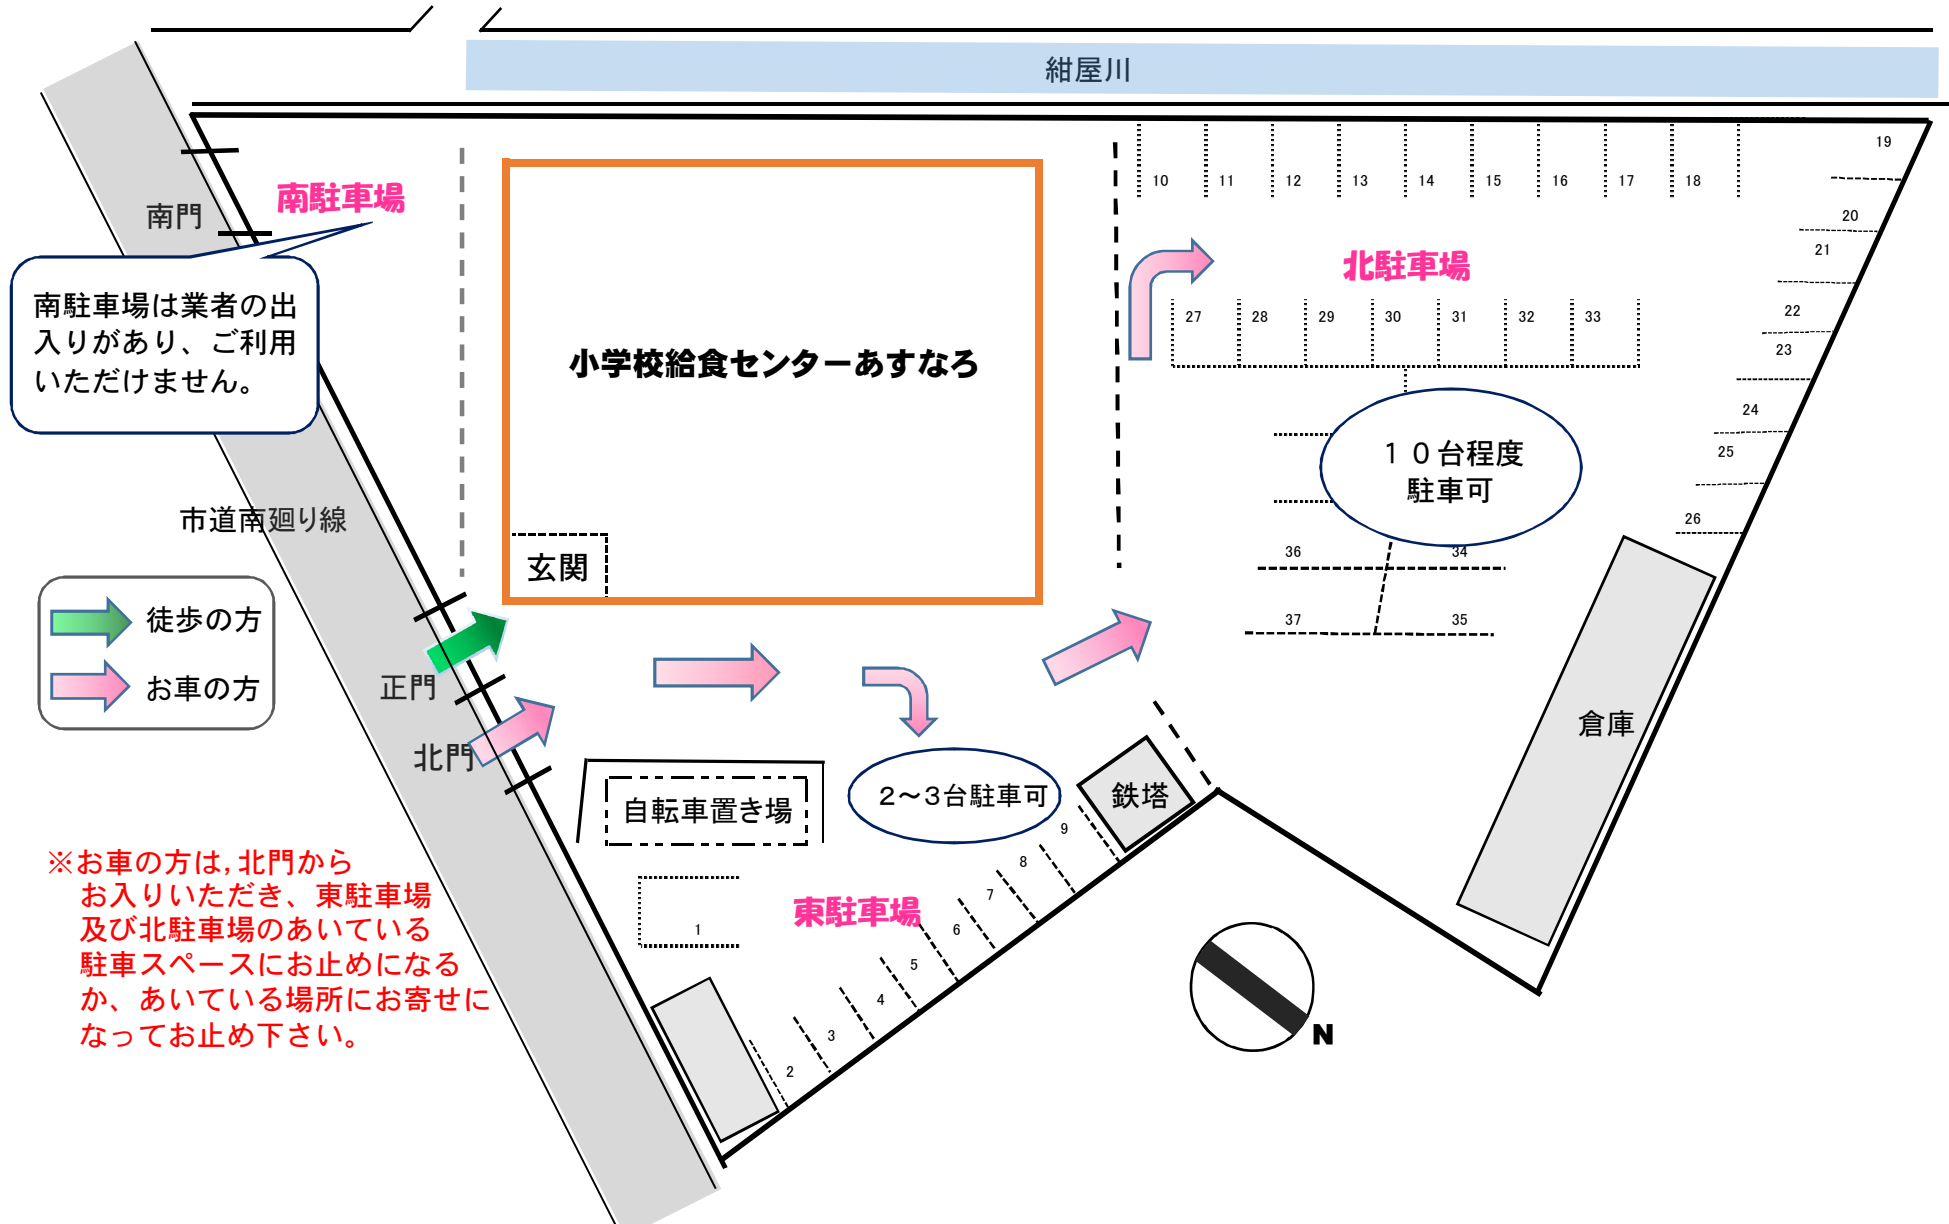 紺屋川
19
10 11 12 13 14 15 16 17 18
南駐車場
南門
20
21
北駐車場
南駐車場は業者の出
入りがあり、ご利用
いただけません。
27 28 29 30 31 32 33
22
23
小学校給食センターあすなろ
24
25
10台程度
駐車可
26
市道南廻り線
玄関
36 34
37 35
徒歩の方
お車の方
正門
北門
倉庫
自転車置き場
2～3台駐車可
鉄塔
9
8
7
6
5
4
3
2
1
東駐車場
※お車の方は,北門から
お入りいただき、東駐車場
及び北駐車場のあいている
駐車スペースにお止めになる
か、あいている場所にお寄せに
なってお止め下さい。
N